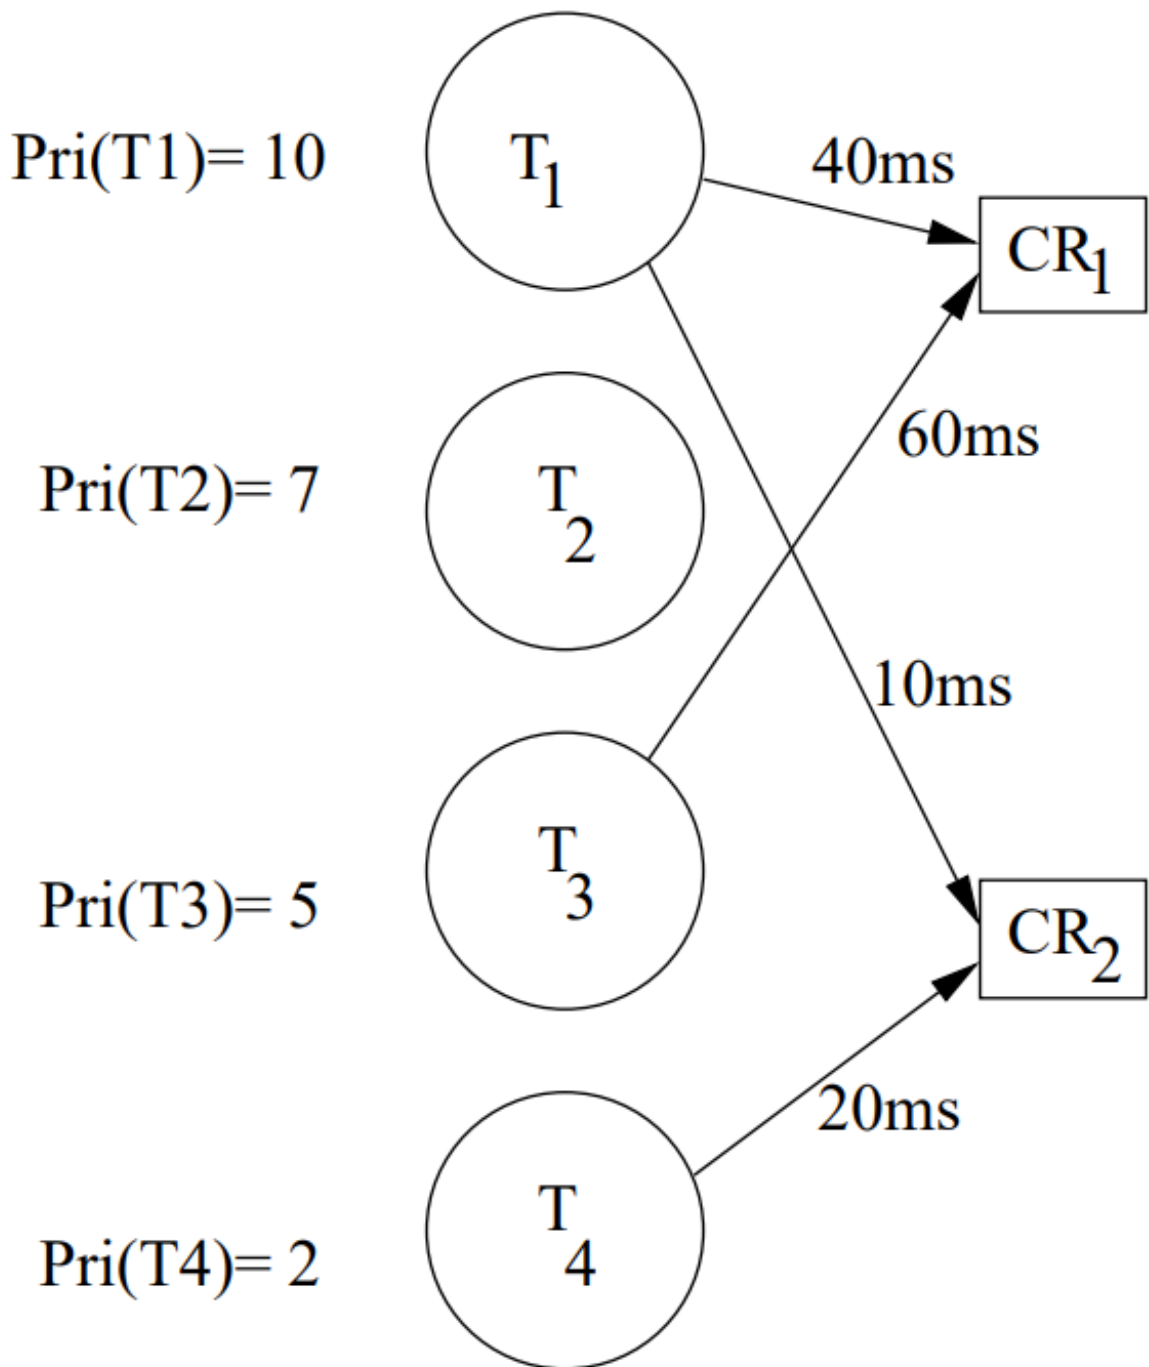 Pri(T1)= 10
T1
40ms
CR1
Pri(T2)= 7
T2
60ms
10ms
Pri(T3)= 5
T3
CR2
Pri(T4)= 2
T4
20ms